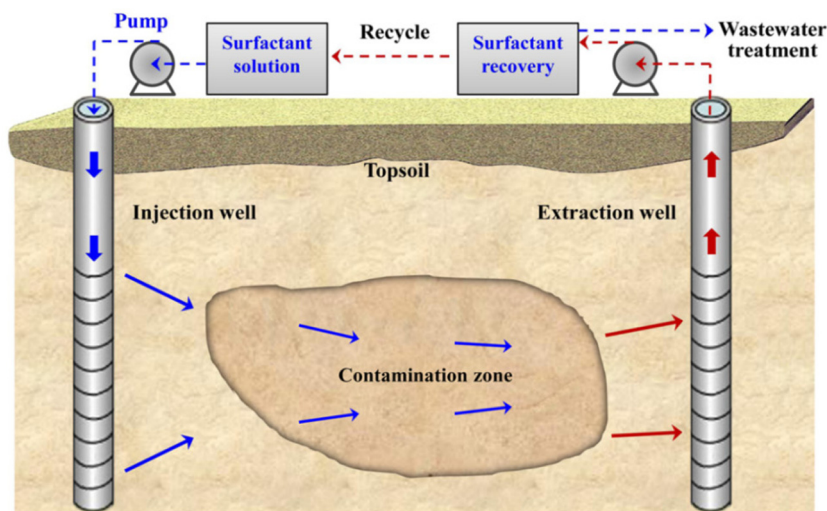 Pump
Surfactant
solution
Recycle
Surfactant
recovery
Wastewater
treatment
Topsoil
Injection well
Extraction well
Contamination zone